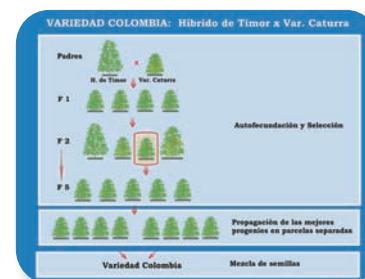 VARIEDAD COLOMBIA: Híbrido de Timor x Var. Caturra
Padres
x
H. de Timor Var. Caturra
F 1
F 2
Autofecundación y Selección
F 5
Propagación de las mejores
progenies en parcelas separadas
Variedad Colombia
Mezcla de semillas